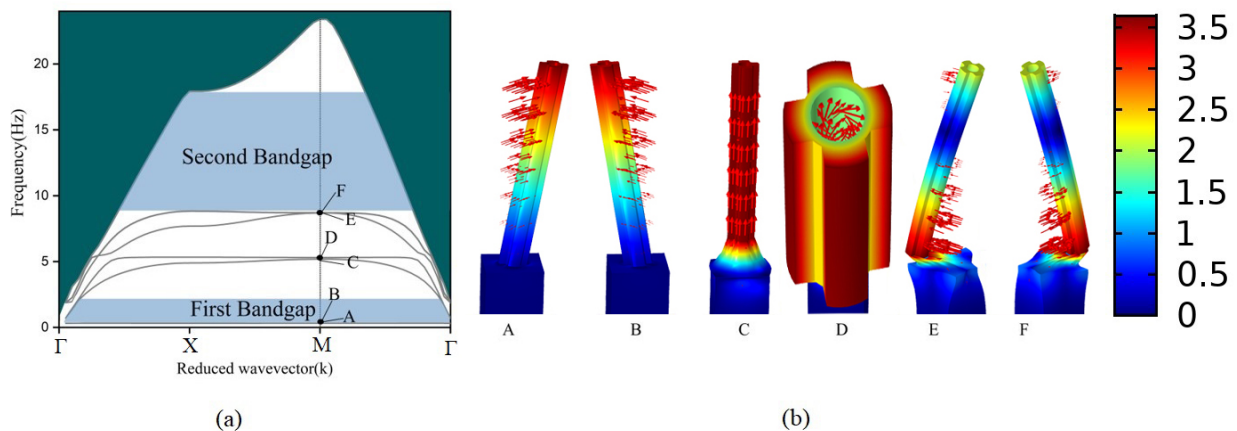 (a)
Frequency(Hz)
20
15
10
5
0
Second Bandgap
F
E
D
C
First Bandgap
B
A
Γ
X
M
Γ
Reduced wavevector(k)
A
B
C
D
E
F
3.5
3
2.5
2
1.5
1
0.5
0
(b)